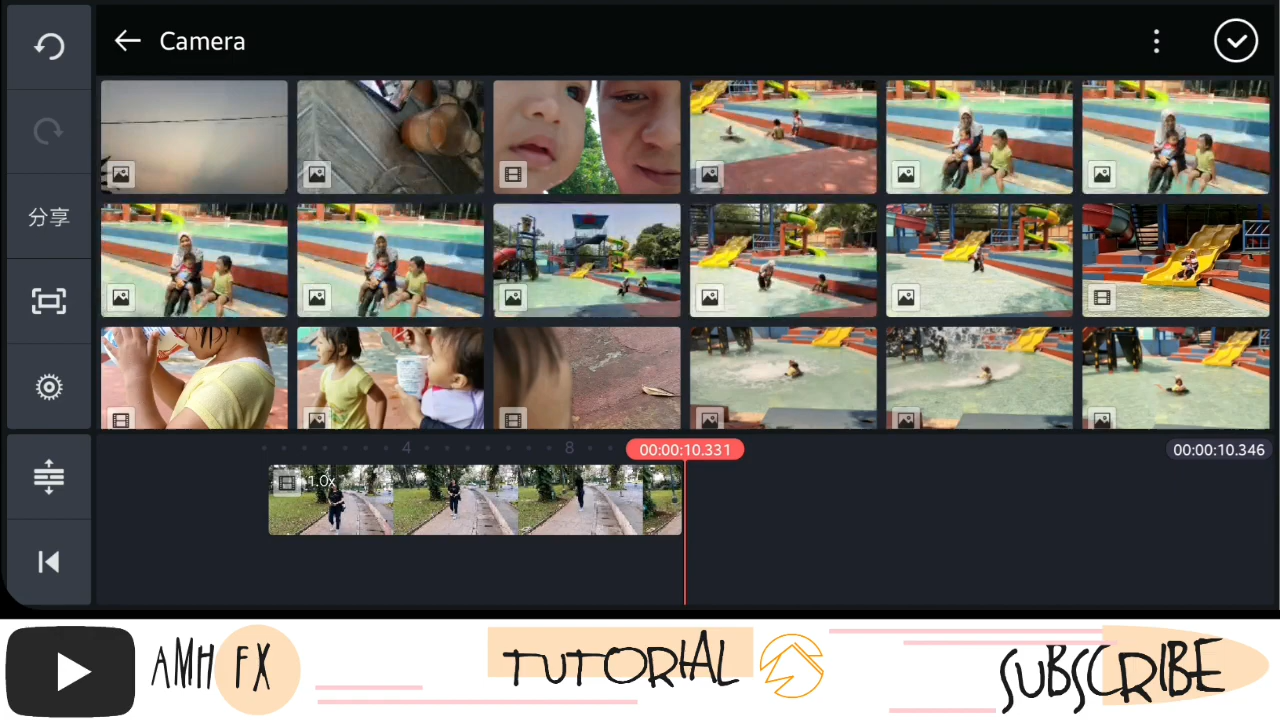 Camera
分享
4
8
00:00:10.331
00:00:10.346
1.0x
AMH FX
TUTORIAL
SUBSCRIBE